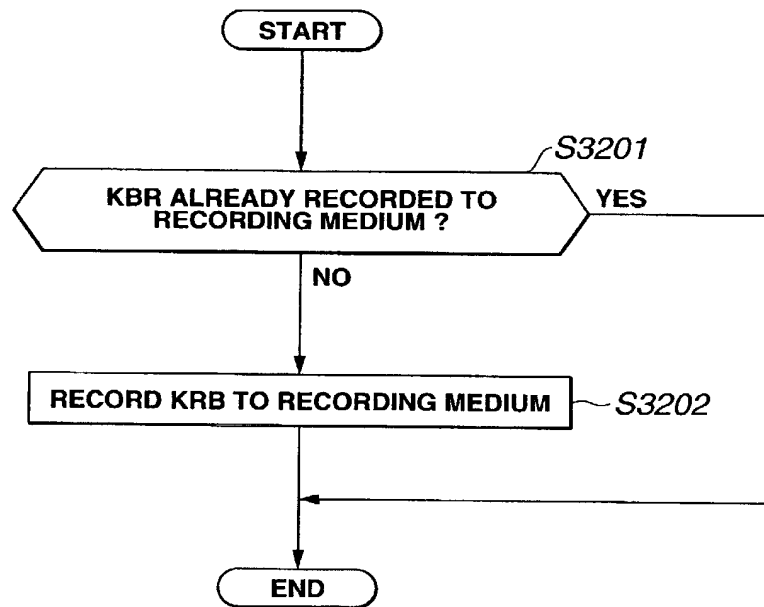 START
S3201
KBR ALREADY RECORDED TO
RECORDING MEDIUM ?
YES
NO
RECORD KRB TO RECORDING MEDIUM
S3202
END